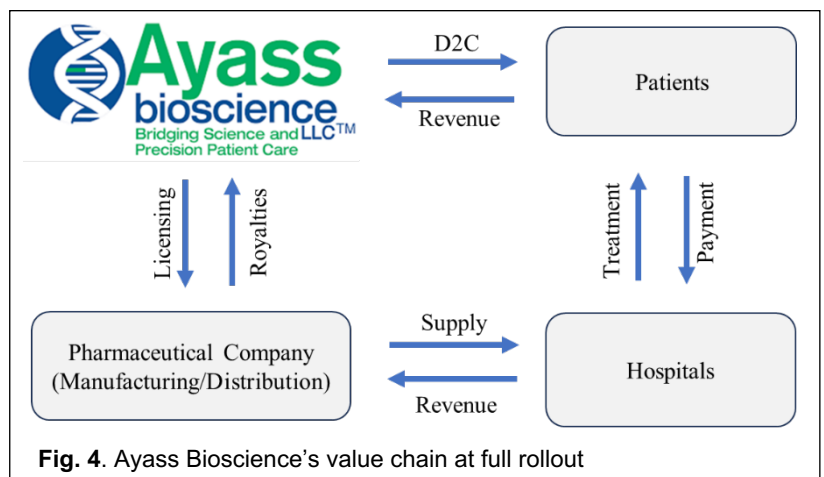 Ayass
bioscience
LLC™
Bridging Science and
Precision Patient Care
D2C
Revenue
Patients
Licensing
Royalties
Treatment
Payment
Pharmaceutical Company
(Manufacturing/Distribution)
Supply
Revenue
Hospitals
Fig. 4. Ayass Bioscience’s value chain at full rollout